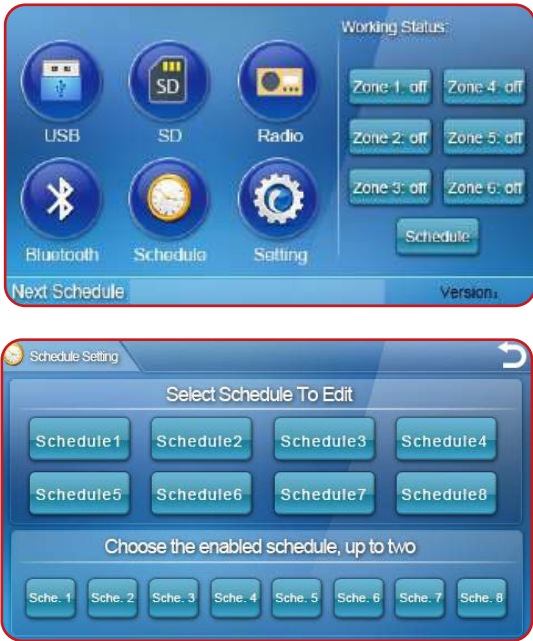 Working Status:
SD
USB SD Radio
Zone 1: off Zone 4: off
Zone 2: off Zone 5: off
Zone 3: off Zone 6: off
Bluetooth Schedule Setting
Schedule
Next Schedule
Version:
Schedule Setting
Select Schedule To Edit
Schedule1 Schedule2 Schedule3 Schedule4
Schedule5 Schedule6 Schedule7 Schedule8
Choose the enabled schedule, up to two
Sche. 1 Sche. 2 Sche. 3 Sche. 4 Sche. 5 Sche. 6 Sche. 7 Sche. 8